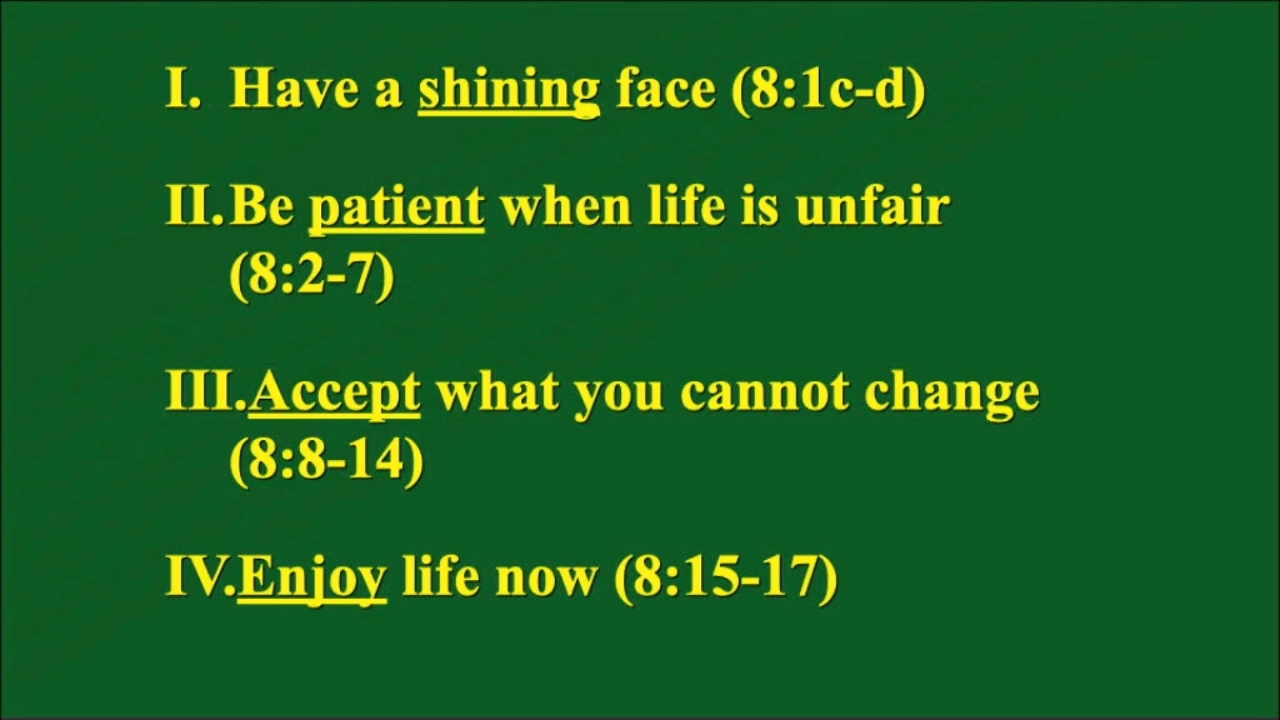 I. Have a shining face (8:1c-d)
II. Be patient when life is unfair
(8:2-7)
III. Accept what you cannot change
(8:8-14)
IV. Enjoy life now (8:15-17)